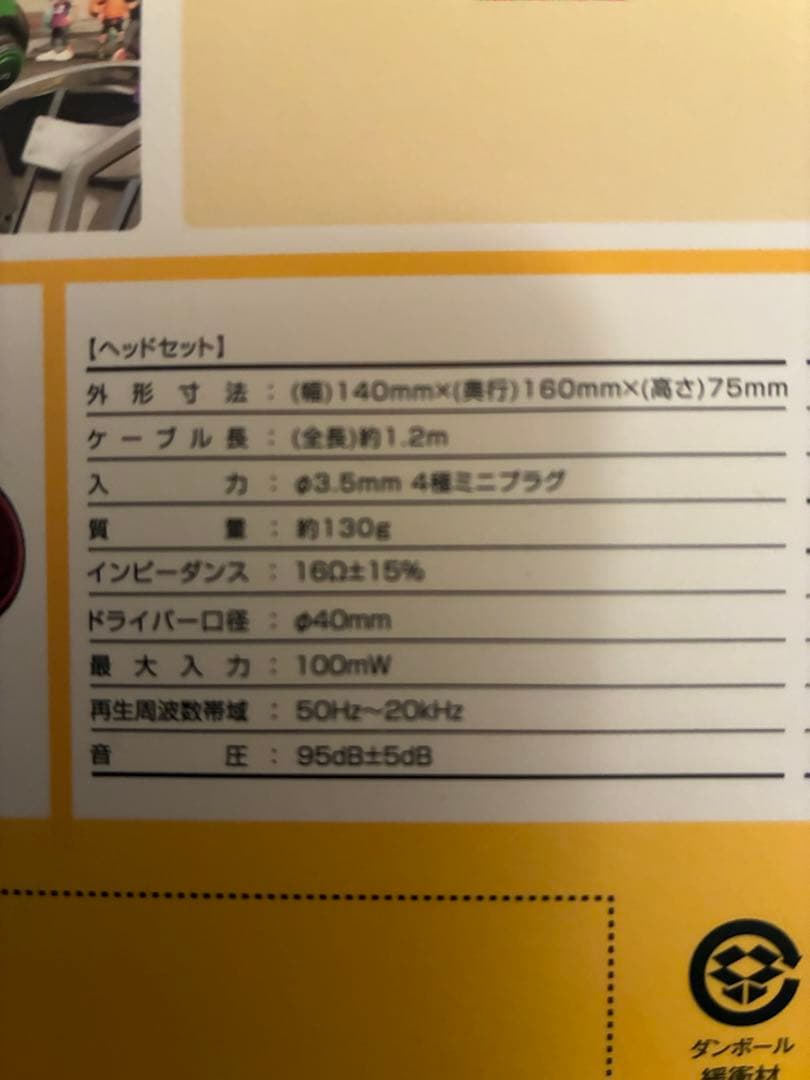 【ヘッドセット】
外形寸法：(幅)140mm×(奥行)160mm×(高さ)75mm
ケーブル長：(全長)約1.2m
入力：φ3.5mm 4極ミニプラグ
質量：約130g
インピーダンス：16Ω±15%
ドライバー口径：φ40mm
最大入力：100mW
再生周波数帯域：50Hz～20kHz
音圧：95dB±5dB
ダンボール
緩衝材